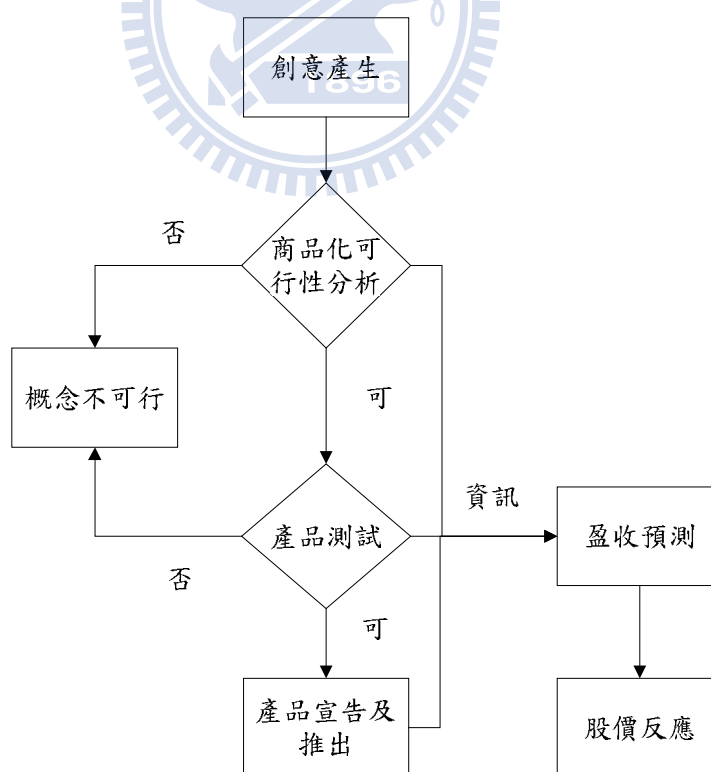 創意產生
1896
否
商品化可
行性分析
概念不可行
可
資訊
產品測試
盈收預測
否
可
產品宣告及
推出
股價反應